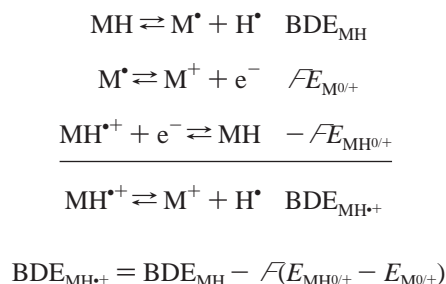 MH ⇌ M• + H• BDE_MH
M• ⇌ M⁺ + e⁻ 𝐹E_M0/+
MH•⁺ + e⁻ ⇌ MH −𝐹E_MH0/+
MH•⁺ ⇌ M⁺ + H• BDE_MH•+
BDE_MH•+ = BDE_MH − 𝐹(E_MH0/+ − E_M0/+)